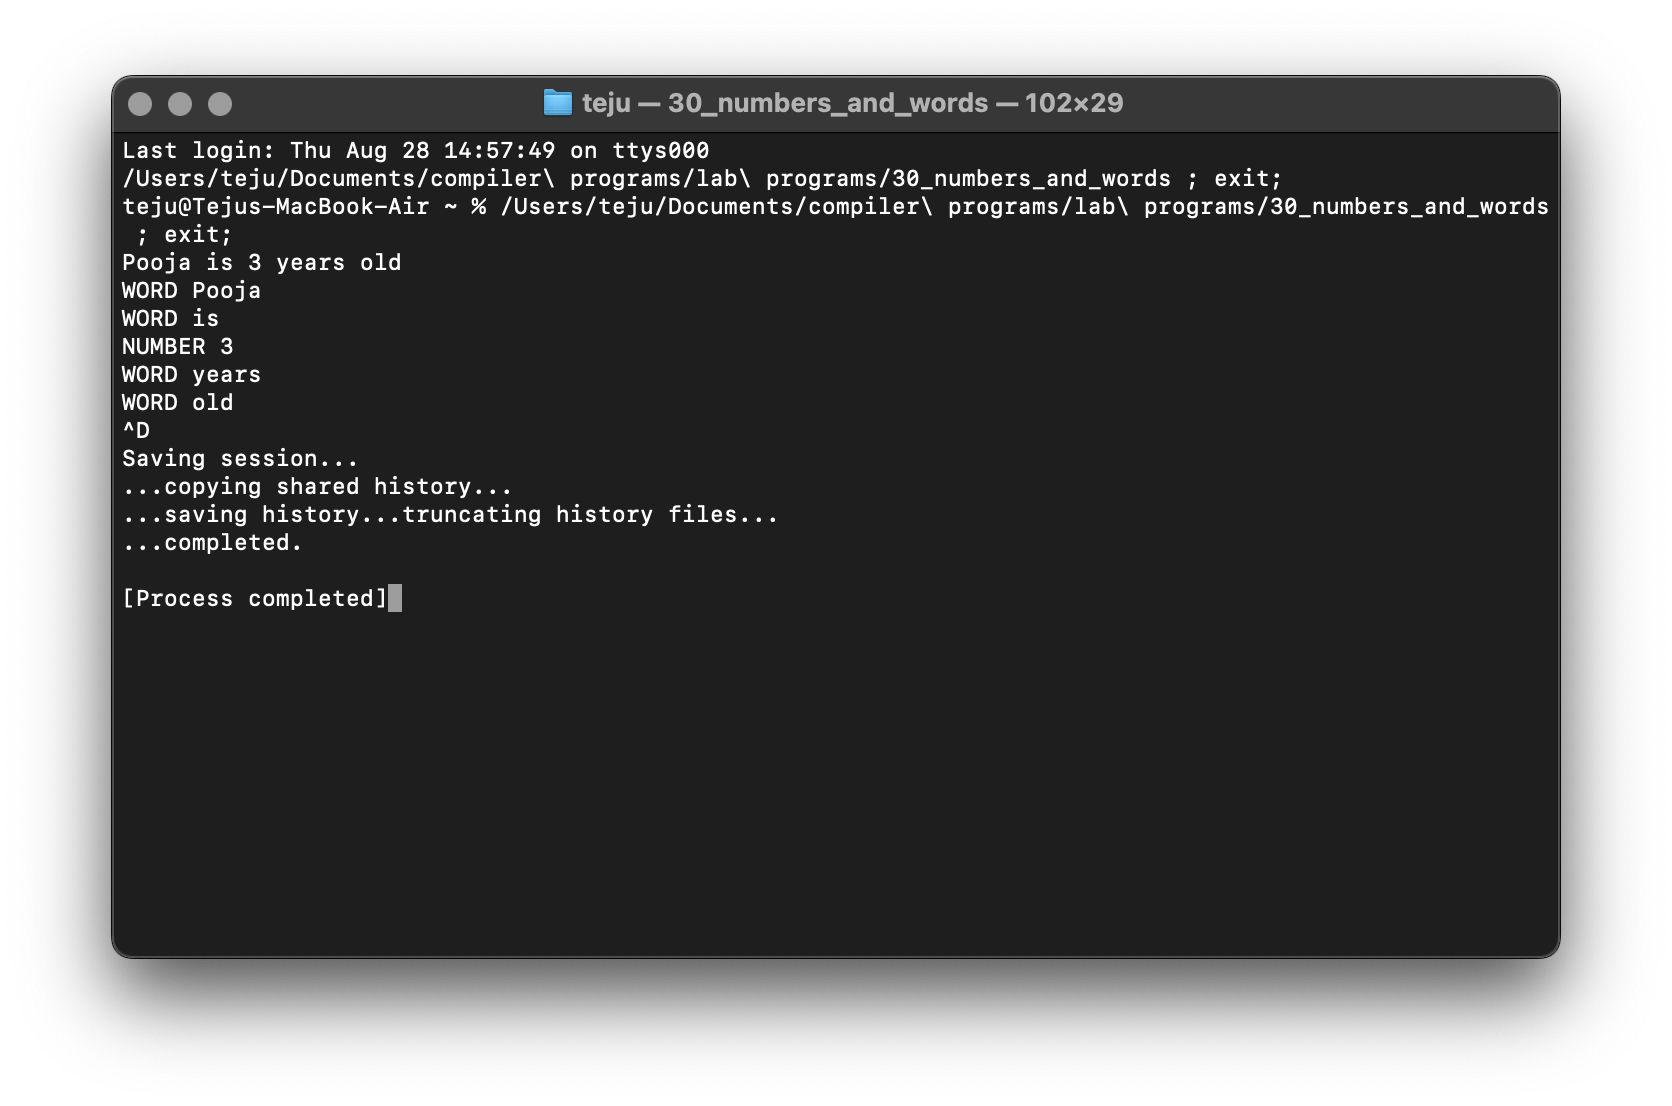 teju — 30_numbers_and_words — 102×29
Last login: Thu Aug 28 14:57:49 on ttys000
/Users/teju/Documents/compiler\ programs/lab\ programs/30_numbers_and_words ; exit;
teju@Tejus-MacBook-Air ~ % /Users/teju/Documents/compiler\ programs/lab\ programs/30_numbers_and_words
 ; exit;
Pooja is 3 years old
WORD Pooja
WORD is
NUMBER 3
WORD years
WORD old
^D
Saving session...
...copying shared history...
...saving history...truncating history files...
...completed.
[Process completed]